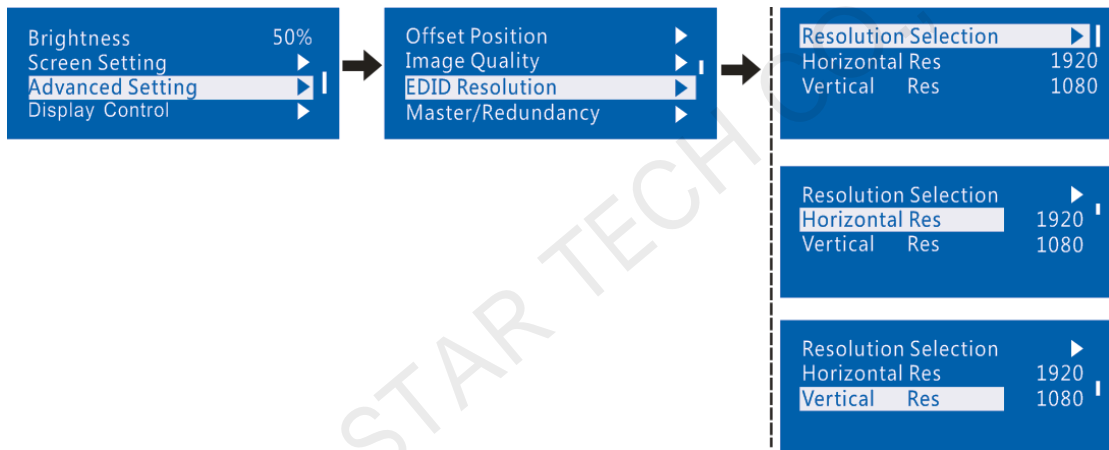 Brightness 50%
Screen Setting
Advanced Setting
Display Control
Offset Position
Image Quality
EDID Resolution
Master/Redundancy
Resolution Selection
Horizontal Res 1920
Vertical Res 1080
Resolution Selection
Horizontal Res 1920
Vertical Res 1080
Resolution Selection
Horizontal Res 1920
Vertical Res 1080
STAR TECH CO.,